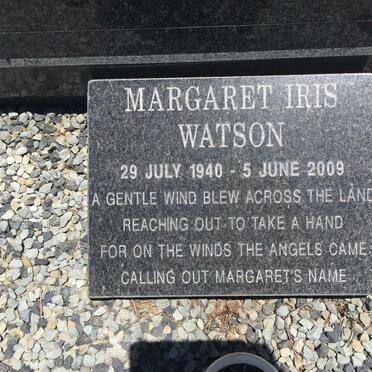 MARGARET IRIS
WATSON
29 JULY 1940 - 5 JUNE 2009
A GENTLE WIND BLEW ACROSS THE LAND
REACHING OUT TO TAKE A HAND
FOR ON THE WINDS THE ANGELS CAME
CALLING OUT MARGARET'S NAME